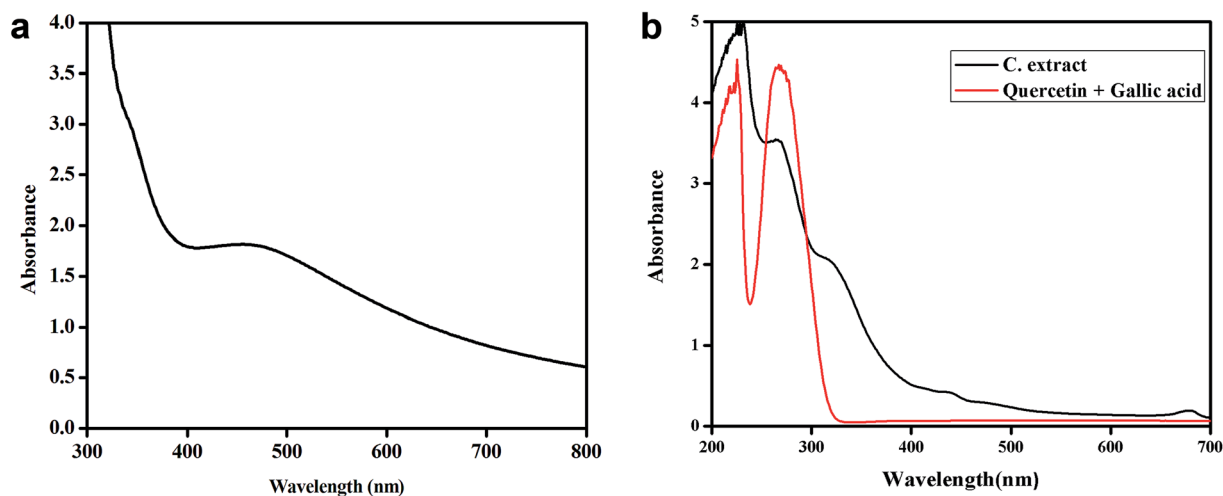 a
4.0
3.5
3.0
2.5
2.0
1.5
1.0
0.5
0.0
Absorbance
300 400 500 600 700 800
Wavelength (nm)
b
5
4
3
2
1
0
Absorbance
C. extract
Quercetin + Gallic acid
200 300 400 500 600 700
Wavelength(nm)